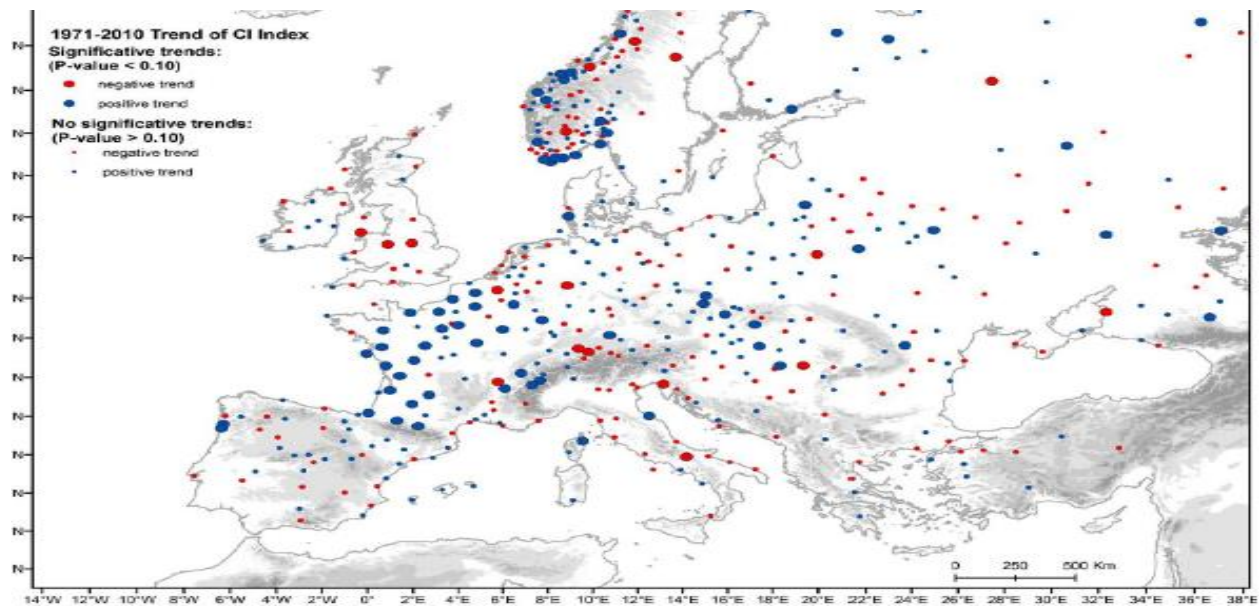 1971-2010 Trend of CI Index
Significative trends:
(P-value < 0.10)
negative trend
positive trend
No significative trends:
(P-value > 0.10)
negative trend
positive trend
N
N
N
N
N
N
N
N
N
N
N
N
N
0 250 500 Km
14°W 12°W 10°W 8°W 6°W 4°W 2°W 0° 2°E 4°E 6°E 8°E 10°E 12°E 14°E 16°E 18°E 20°E 22°E 24°E 26°E 28°E 30°E 32°E 34°E 36°E 38°E